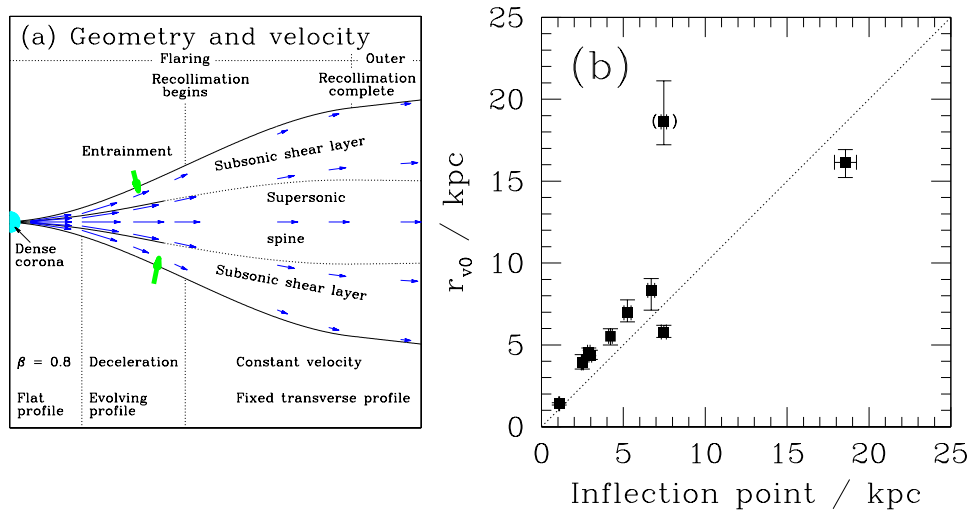 (a) Geometry and velocity
Flaring
Outer
Recollimation
begins
Recollimation
complete
Entrainment
Subsonic shear layer
Supersonic
spine
Dense
corona
Subsonic shear layer
β = 0.8
Deceleration
Constant velocity
Flat
profile
Evolving
profile
Fixed transverse profile
(b)
25
20
15
10
5
0
r_v0 / kpc
( )
0 5 10 15 20 25
Inflection point / kpc